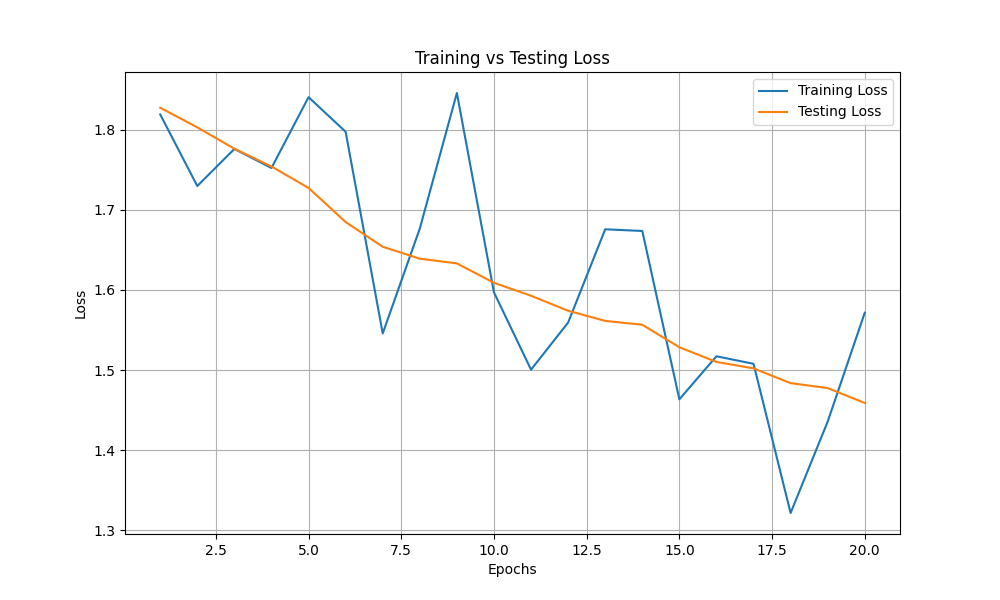 Training vs Testing Loss
Training Loss
Testing Loss
1.8
1.7
1.6
1.5
1.4
1.3
Loss
2.5 5.0 7.5 10.0 12.5 15.0 17.5 20.0
Epochs